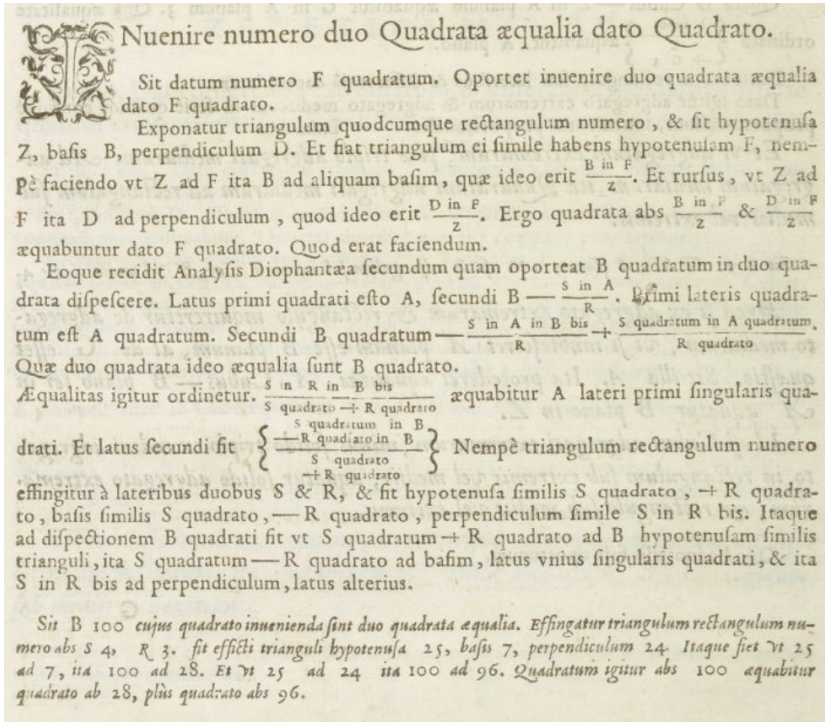 INuenire numero duo Quadrata æqualia dato Quadrato.
Sit datum numero F quadratum. Oportet inuenire duo quadrata æqualia
dato F quadrato.
Exponatur triangulum quodcumque rectangulum numero, & sit hypotenusa
Z, basis B, perpendiculum D. Et fiat triangulum ei simile habens hypotenusam F, nem-
pè faciendo vt Z ad F ita B ad aliquam basim, quæ ideo erit B in F / Z. Et rursus, vt Z ad
F ita D ad perpendiculum, quod ideo erit D in F / Z. Ergo quadrata abs B in F / Z & D in F / Z
æquabuntur dato F quadrato. Quod erat faciendum.
Eoque recidit Analysis Diophantæa secundum quam oporteat B quadratum in duo qua-
drata dispescere. Latus primi quadrati esto A, secundi B — S in A / R. Primi lateris quadra-
tum est A quadratum. Secundi B quadratum — S in A in B bis / R + S quadratum in A quadratum / R quadrato.
Quæ duo quadrata ideo æqualia sunt B quadrato.
Æqualitas igitur ordinetur. S in R in B bis / S quadrato + R quadrato æquabitur A lateri primi singularis qua-
drati. Et latus secundi fit { S quadratum in B — R quadrato in B / S quadrato + R quadrato } Nempè triangulum rectangulum numero
effingitur à lateribus duobus S & R, & fit hypotenusa similis S quadrato, + R quadra-
to, basis similis S quadrato, — R quadrato, perpendiculum simile S in R bis. Itaque
ad dispectionem B quadrati fit vt S quadratum + R quadrato ad B hypotenusam similis
trianguli, ita S quadratum — R quadrato ad basim, latus vnius singularis quadrati, & ita
S in R bis ad perpendiculum, latus alterius.
Sit B 100 cujus quadrato inuenienda sint duo quadrata æqualia. Effingatur triangulum rectangulum nu-
mero abs S 4, R 3. fit efficti trianguli hypotenusa 25, basis 7, perpendiculum 24. Itaque fiet vt 25
ad 7, ita 100 ad 28. Et vt 25 ad 24 ita 100 ad 96. Quadratum igitur abs 100 æquabitur
quadrato ab 28, plùs quadrato abs 96.